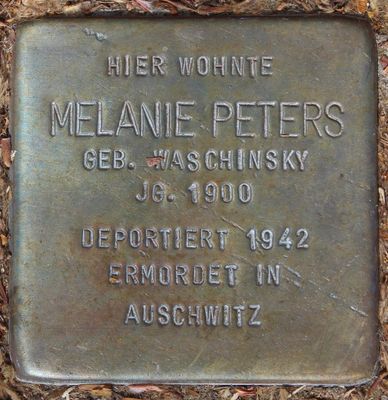 HIER WOHNTE
MELANIE PETERS
GEB. WASCHINSKY
JG. 1900
DEPORTIERT 1942
ERMORDET IN
AUSCHWITZ